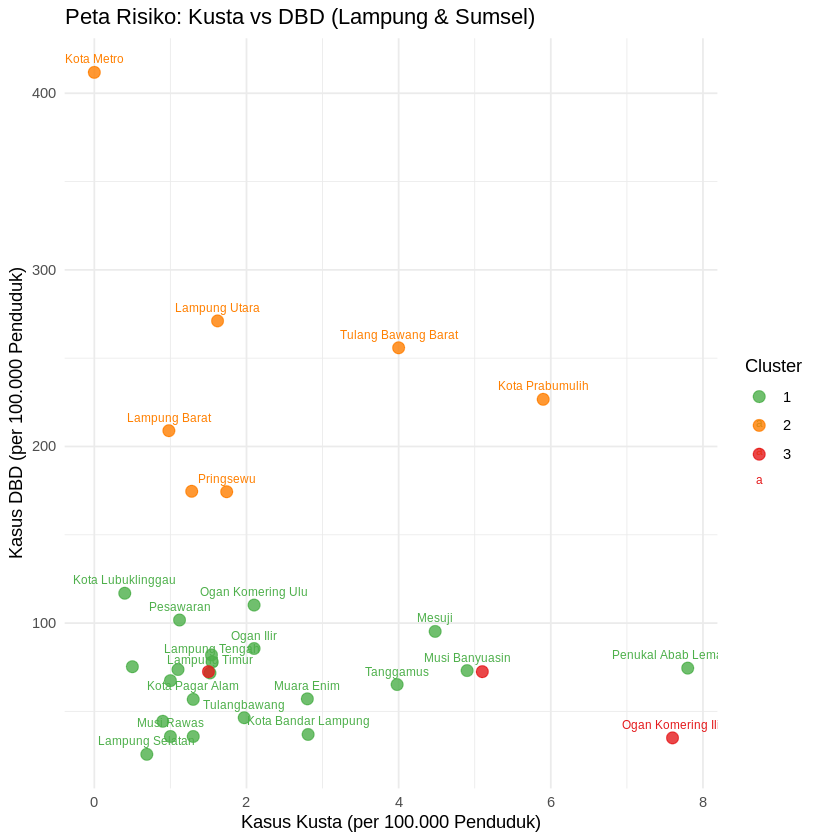 Peta Risiko: Kusta vs DBD (Lampung & Sumsel)
Kota Metro
400
Lampung Utara
300
Tulang Bawang Barat
Kota Prabumulih
Lampung Barat
200
Pringsewu
Kasus DBD (per 100.000 Penduduk)
Kota Lubuklinggau
Ogan Komering Ulu
Pesawaran
100
Mesuji
Ogan Ilir
Lampung Tengah
Lampung Timur
Musi Banyuasin
Penukal Abab Lema
Tanggamus
Kota Pagar Alam
Muara Enim
Tulangbawang
Musi Rawas
Kota Bandar Lampung
Ogan Komering Ili
Lampung Selatan
0 2 4 6 8
Kasus Kusta (per 100.000 Penduduk)
Cluster
1
2
3
a